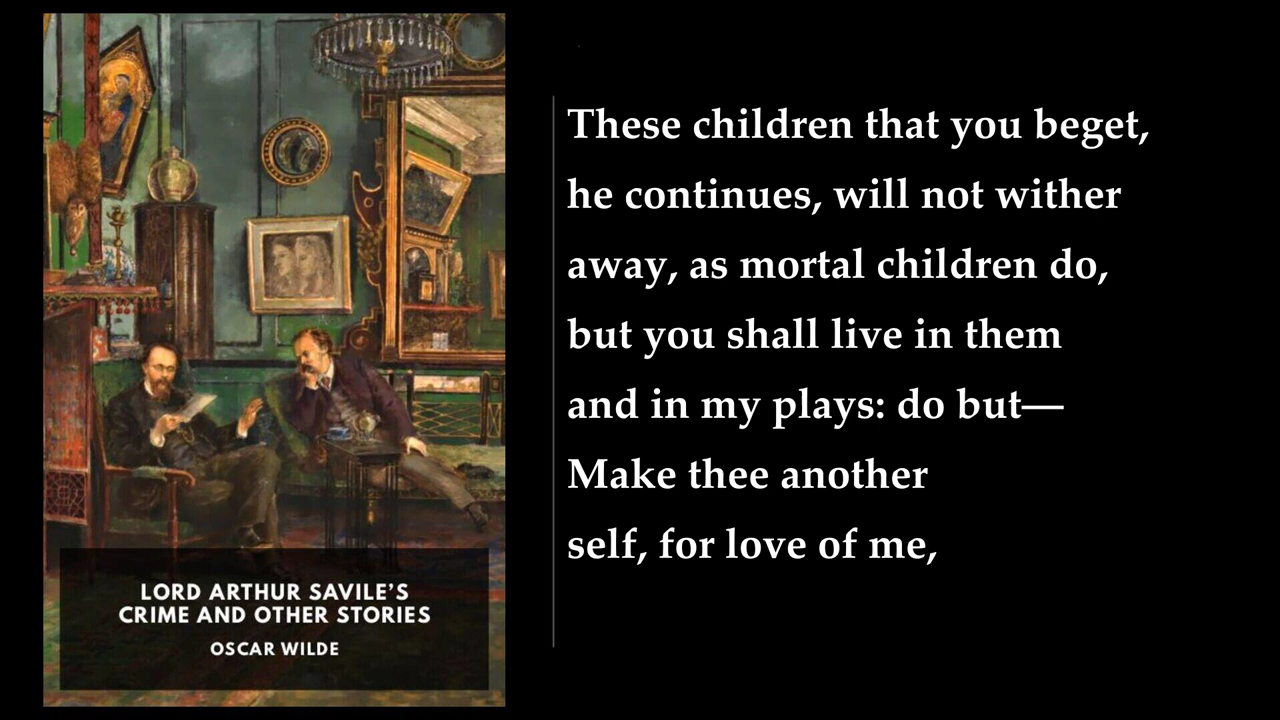 These children that you beget,
he continues, will not wither
away, as mortal children do,
but you shall live in them
and in my plays: do but—
Make thee another
self, for love of me,
LORD ARTHUR SAVILE’S
CRIME AND OTHER STORIES
OSCAR WILDE